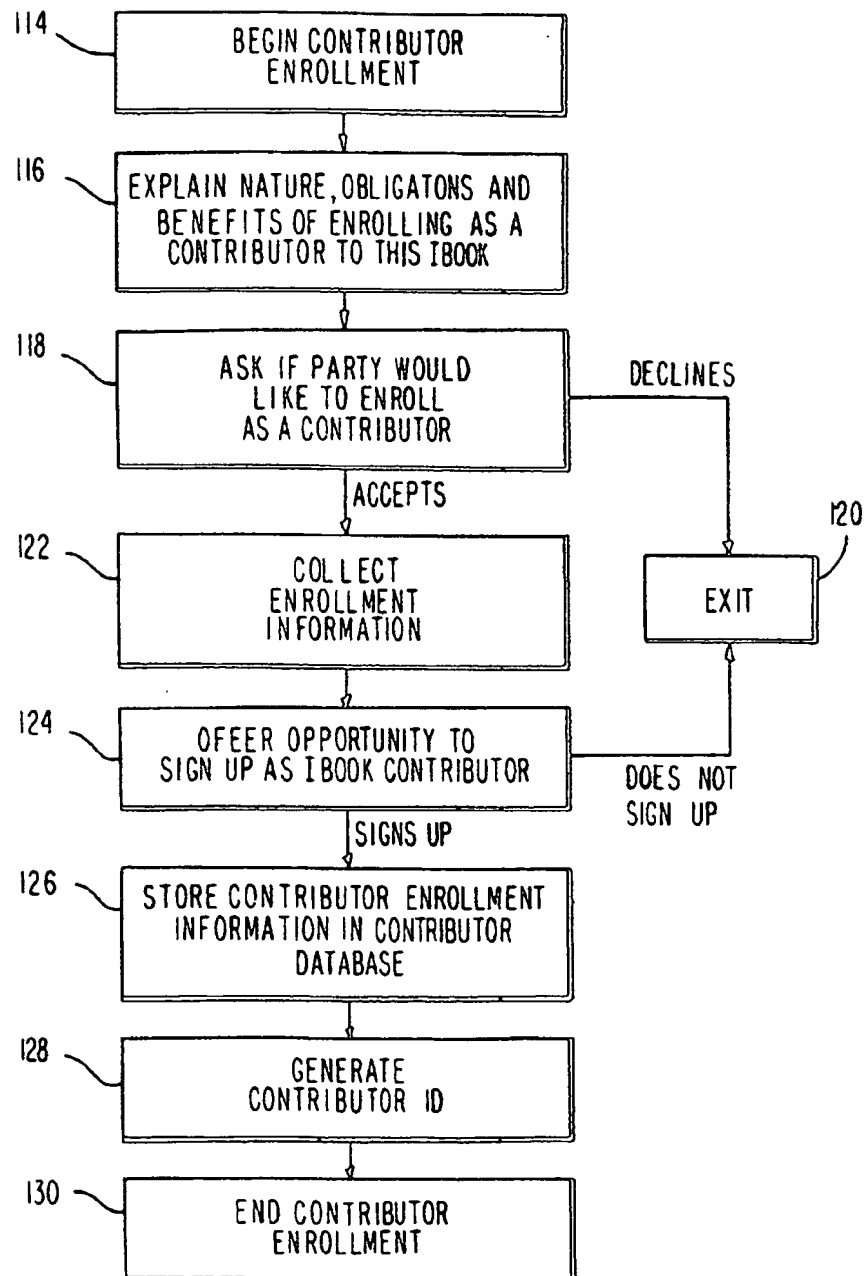 114
BEGIN CONTRIBUTOR
ENROLLMENT
116
EXPLAIN NATURE, OBLIGATONS AND
BENEFITS OF ENROLLING AS A
CONTRIBUTOR TO THIS IBOOK
118
ASK IF PARTY WOULD
LIKE TO ENROLL
AS A CONTRIBUTOR
DECLINES
ACCEPTS
120
EXIT
122
COLLECT
ENROLLMENT
INFORMATION
124
OFEER OPPORTUNITY TO
SIGN UP AS IBOOK CONTRIBUTOR
DOES NOT
SIGN UP
SIGNS UP
126
STORE CONTRIBUTOR ENROLLMENT
INFORMATION IN CONTRIBUTOR
DATABASE
128
GENERATE
CONTRIBUTOR ID
130
END CONTRIBUTOR
ENROLLMENT